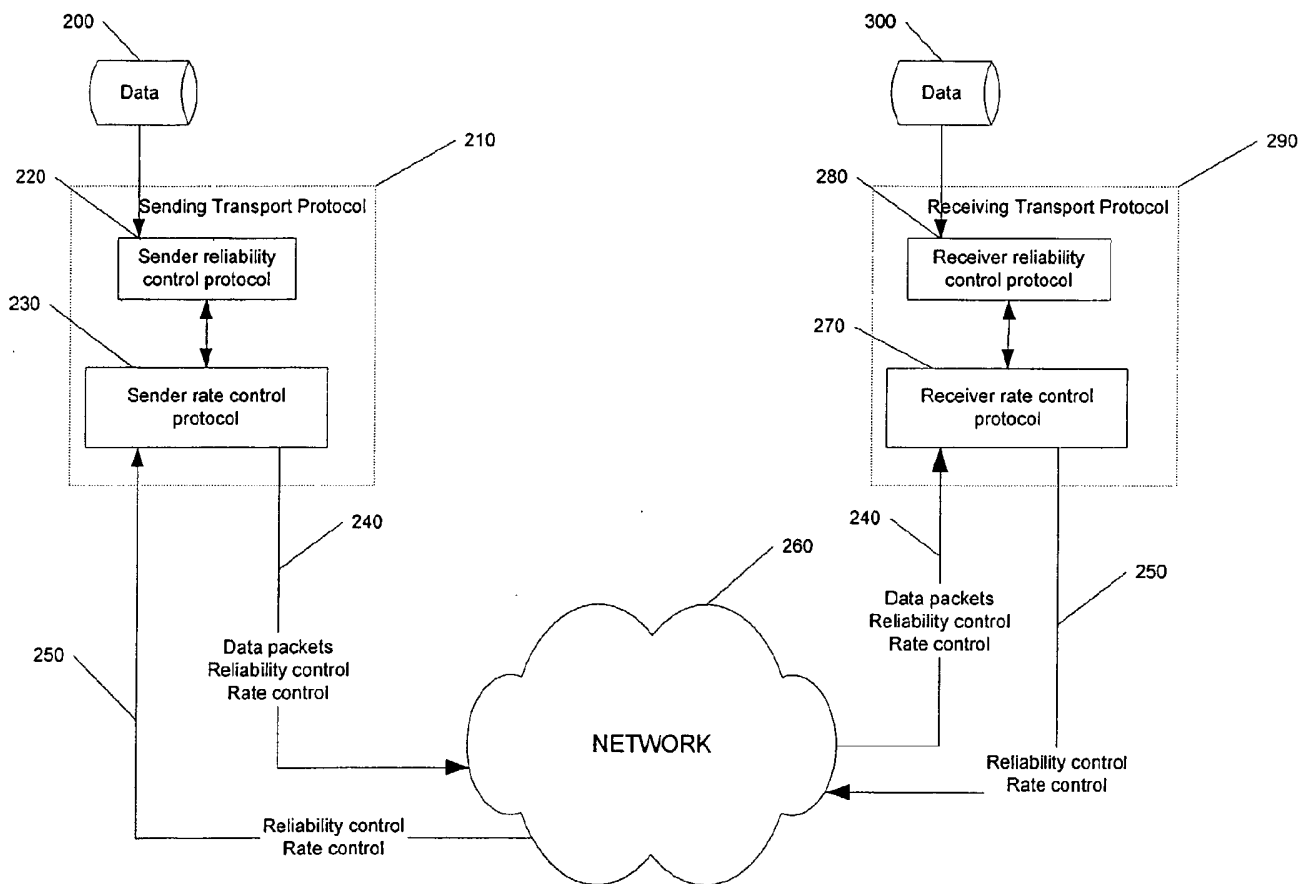 200
300
Data
Data
210
290
220
280
Sending Transport Protocol
Receiving Transport Protocol
Sender reliability
control protocol
Receiver reliability
control protocol
230
270
Sender rate control
protocol
Receiver rate control
protocol
240
240
260
250
250
Data packets
Reliability control
Rate control
Data packets
Reliability control
Rate control
NETWORK
Reliability control
Rate control
Reliability control
Rate control